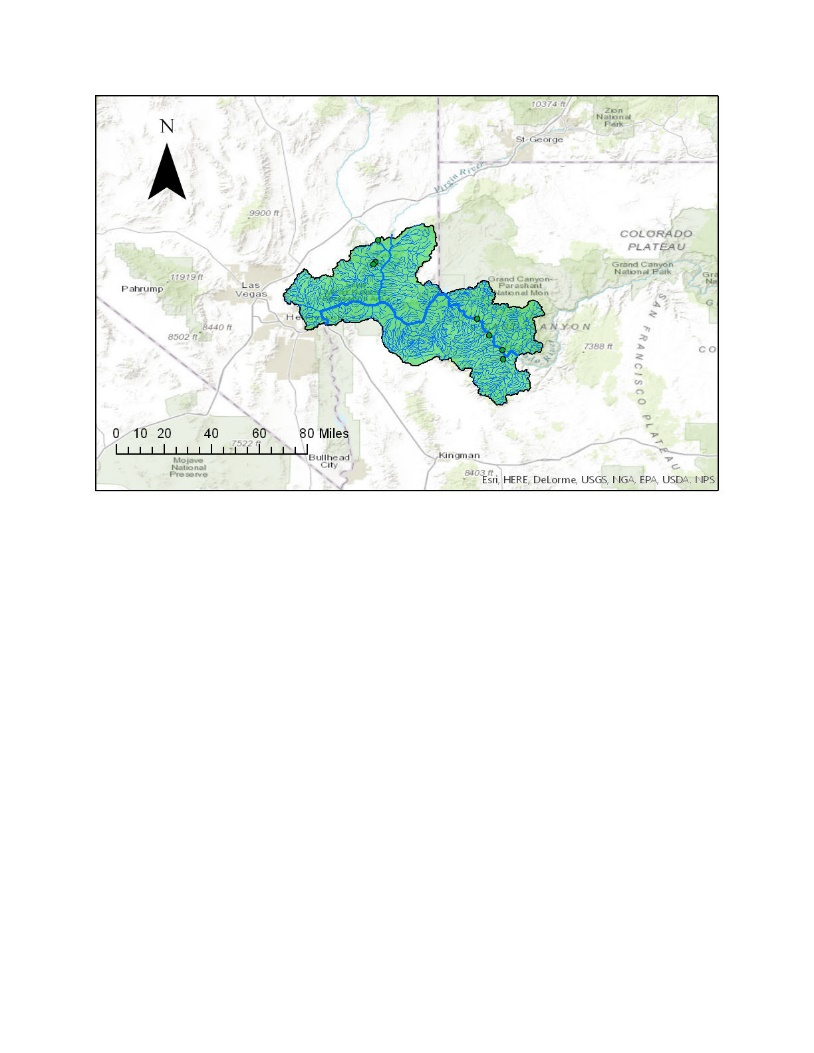 10374 ft
Zion
National
Park
N
St-George
Virgin River
9900 ft
COLORADO
PLATEAU
Grand Canyon
National Park
11919 ft
Pahrump
Las
Vegas
Grand Canyon-
Parashant
National Mon
Gra
Na
G
He
8440 ft
8502 ft
ANYON
7388 ft
C O
SAN FRANCISCO PLATEAU
0 10 20 40 60 80 Miles
7522 ft
Mojave
National
Preserve
Bullhead
City
Kingman
8403 ft
Esri, HERE, DeLorme, USGS, NGA, EPA, USDA, NPS